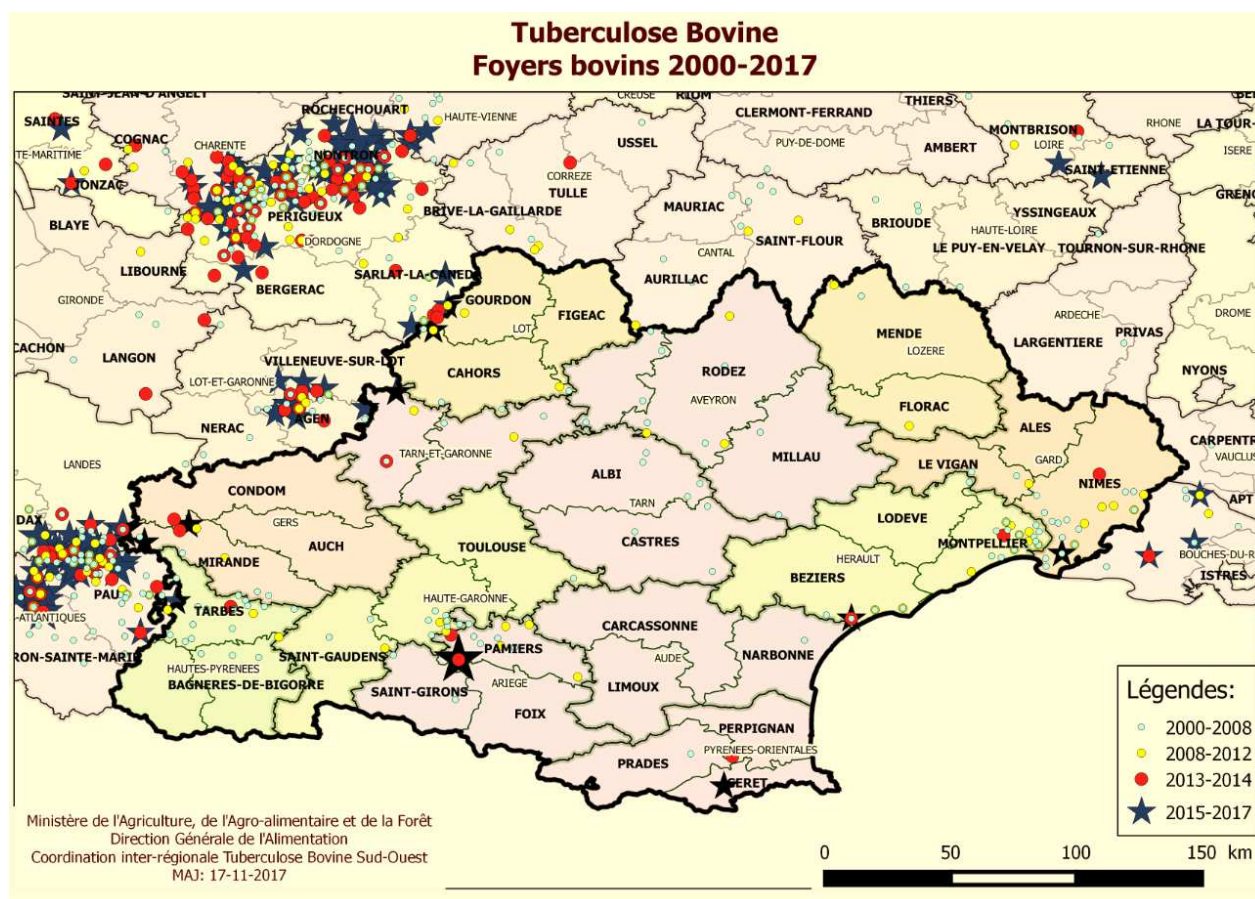 Tuberculose Bovine
Foyers bovins 2000-2017
SAINT-JEAN-D'ANGELY
ROCHECHOUART
CREUSE
RIOM
THIERS
SAINTES
COGNAC
HAUTE-VIENNE
USSEL
CLERMONT-FERRAND
MONTBRISON
RHONE
LA TOUR-
TE-MARITIME
CHARENTE
NONTRON
PUY-DE-DOME
AMBERT
LOIRE
ISERE
JONZAC
CORREZE
TULLE
SAINT-ETIENNE
GREN
BLAYE
PERIGUEUX
BRIVE-LA-GAILLARDE
MAURIAC
BRIOUDE
YSSINGEAUX
HAUTE-LOIRE
LIBOURNE
DORDOGNE
SAINT-FLOUR
CANTAL
LE PUY-EN-VELAY
TOURNON-SUR-RHONE
BERGERAC
SARLAT-LA-CANEDA
AURILLAC
GIRONDE
GOURDON
FIGEAC
LOT
MENDE
LOZERE
ARDECHE
PRIVAS
DROME
CACHON
LANGON
VILLENEUVE-SUR-LOT
LARGENTIERE
LOT-ET-GARONNE
CAHORS
RODEZ
NYONS
AVEYRON
FLORAC
AGEN
NERAC
ALES
CARPENTR
VAUCLUS
LANDES
TARN-ET-GARONNE
ALBI
MILLAU
LE VIGAN
GARD
NIMES
CONDOM
TARN
APT
DAX
GERS
LODEVE
AUCH
TOULOUSE
CASTRES
MONTPELLIER
MIRANDE
HERAULT
BOUCHES-DU-R
BEZIERS
ISTRES
PAU
TARBES
HAUTE-GARONNE
-ATLANTIQUES
CARCASSONNE
RON-SAINTE-MARIE
SAINT-GAUDENS
PAMIERS
NARBONNE
HAUTES-PYRENEES
AUDE
BAGNERES-DE-BIGORRE
SAINT-GIRONS
ARIEGE
LIMOUX
FOIX
PERPIGNAN
PYRENEES-ORIENTALES
PRADES
CERET
Légendes:
2000-2008
2008-2012
2013-2014
2015-2017
Ministère de l'Agriculture, de l'Agro-alimentaire et de la Forêt
Direction Générale de l'Alimentation
Coordination inter-régionale Tuberculose Bovine Sud-Ouest
MAJ: 17-11-2017
0 50 100 150 km